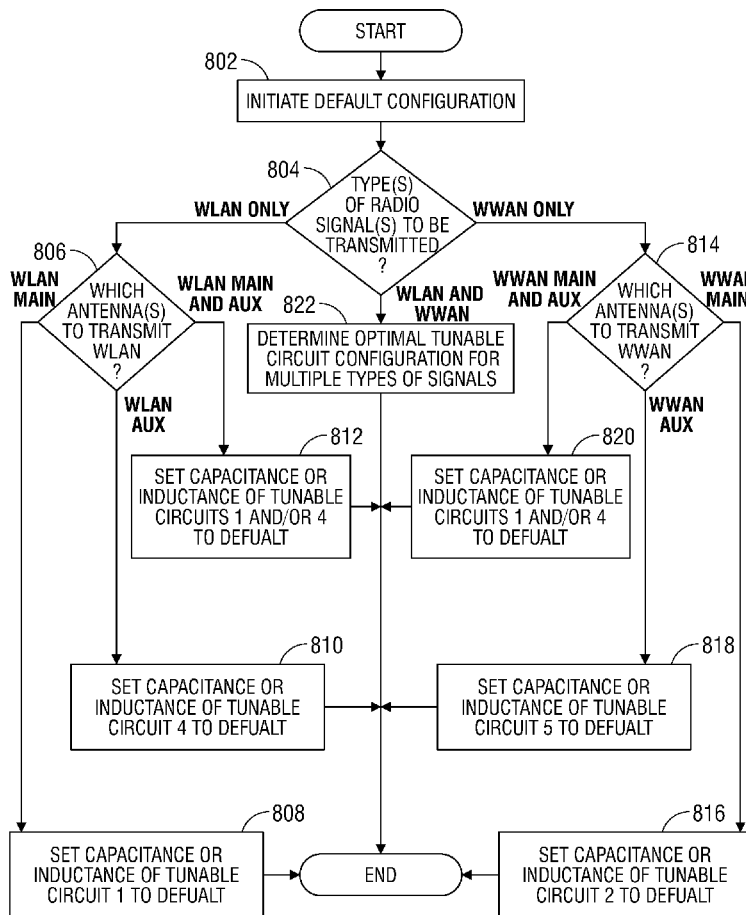 START
802
INITIATE DEFAULT CONFIGURATION
804
TYPE(S)
OF RADIO
SIGNAL(S) TO BE
TRANSMITTED
?
WLAN ONLY
WWAN ONLY
WLAN AND
WWAN
806
WHICH
ANTENNA(S)
TO TRANSMIT
WLAN
?
WLAN
MAIN
WLAN MAIN
AND AUX
WLAN
AUX
822
DETERMINE OPTIMAL TUNABLE
CIRCUIT CONFIGURATION FOR
MULTIPLE TYPES OF SIGNALS
814
WHICH
ANTENNA(S)
TO TRANSMIT
WWAN
?
WWAN MAIN
AND AUX
WWAN
MAIN
WWAN
AUX
812
SET CAPACITANCE OR
INDUCTANCE OF TUNABLE
CIRCUITS 1 AND/OR 4
TO DEFUALT
820
SET CAPACITANCE OR
INDUCTANCE OF TUNABLE
CIRCUITS 1 AND/OR 4
TO DEFUALT
810
SET CAPACITANCE OR
INDUCTANCE OF TUNABLE
CIRCUIT 4 TO DEFUALT
818
SET CAPACITANCE OR
INDUCTANCE OF TUNABLE
CIRCUIT 5 TO DEFUALT
808
SET CAPACITANCE OR
INDUCTANCE OF TUNABLE
CIRCUIT 1 TO DEFUALT
END
816
SET CAPACITANCE OR
INDUCTANCE OF TUNABLE
CIRCUIT 2 TO DEFUALT